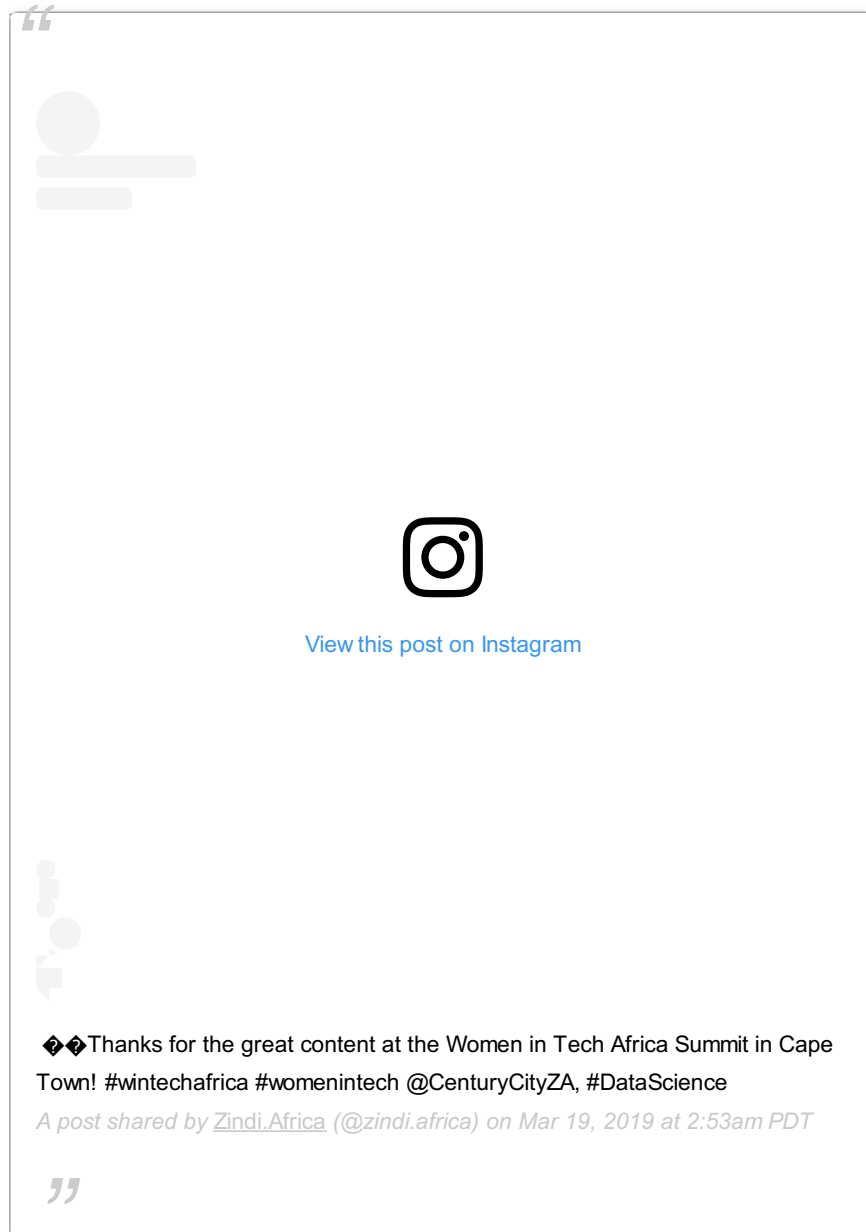 “
View this post on Instagram
��Thanks for the great content at the Women in Tech Africa Summit in Cape
Town! #wintechafrica #womenintech @CenturyCityZA, #DataScience
A post shared by Zindi.Africa (@zindi.africa) on Mar 19, 2019 at 2:53am PDT
”